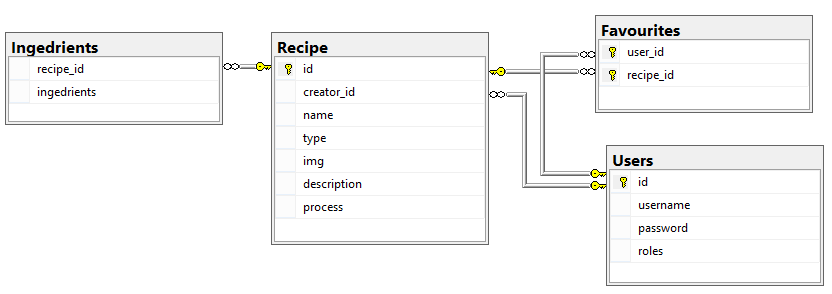 Ingedrients
recipe_id
ingedrients
Recipe
id
creator_id
name
type
img
description
process
Favourites
user_id
recipe_id
Users
id
username
password
roles